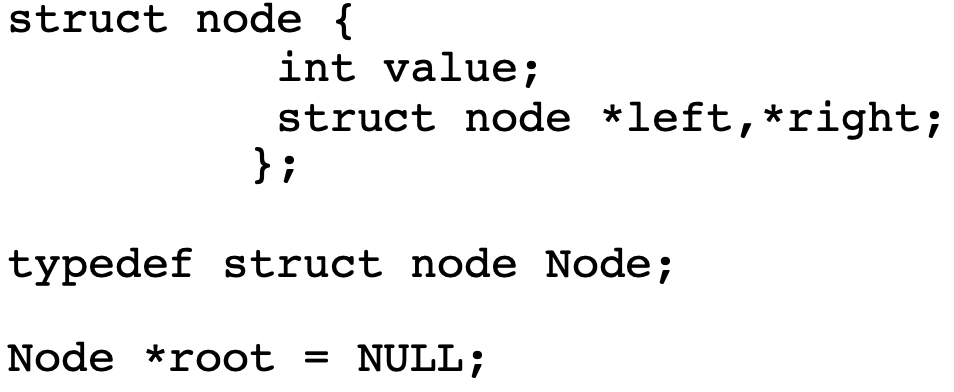 struct node {
int value;
struct node *left,*right;
};
typedef struct node Node;
Node *root = NULL;